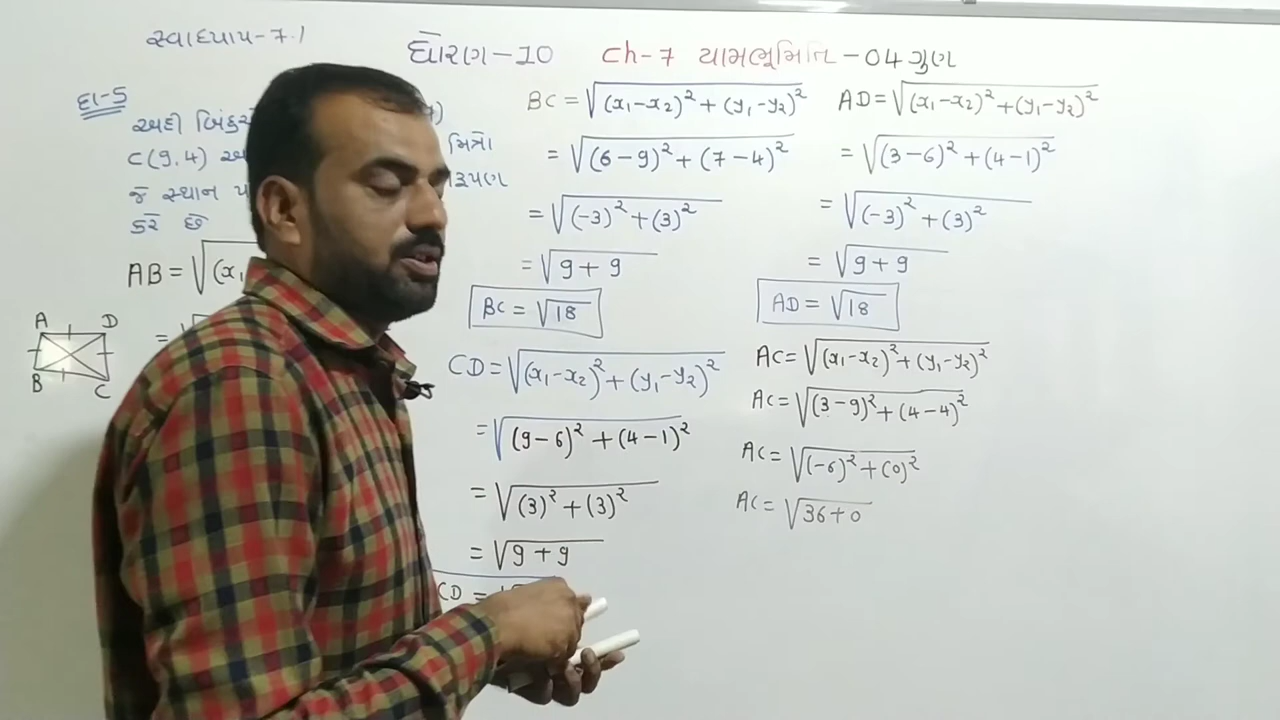 સ્વાધ્યાય-7.1
ધોરણ-10 Ch-7 યામભૂમિતિ-04 ગુણ
દા-5
અહી બિંદુઓ
C(9,4) અ
મિત્રો
જે સ્થાન પ
રૂપણ
કરે છે
AB = √(x₁
=
A D
B C
BC = √(x₁-x₂)² + (y₁-y₂)²
= √(6-9)² + (7-4)²
= √(-3)² + (3)²
= √9 + 9
BC = √18
CD = √(x₁-x₂)² + (y₁-y₂)²
= √(9-6)² + (4-1)²
= √(3)² + (3)²
= √9 + 9
CD =
AD = √(x₁-x₂)² + (y₁-y₂)²
= √(3-6)² + (4-1)²
= √(-3)² + (3)²
= √9 + 9
AD = √18
AC = √(x₁-x₂)² + (y₁-y₂)²
AC = √(3-9)² + (4-4)²
AC = √(-6)² + (0)²
AC = √36+0